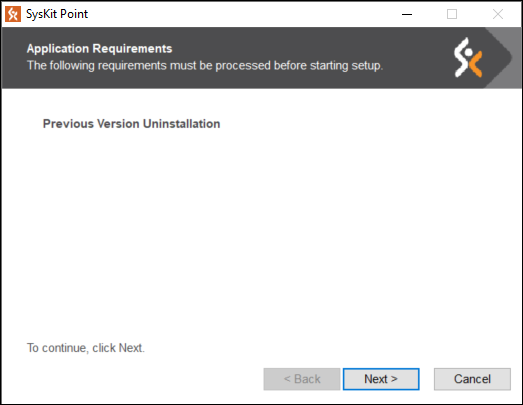 SysKit Point
Application Requirements
The following requirements must be processed before starting setup.
Previous Version Uninstallation
To continue, click Next.
< Back
Next >
Cancel